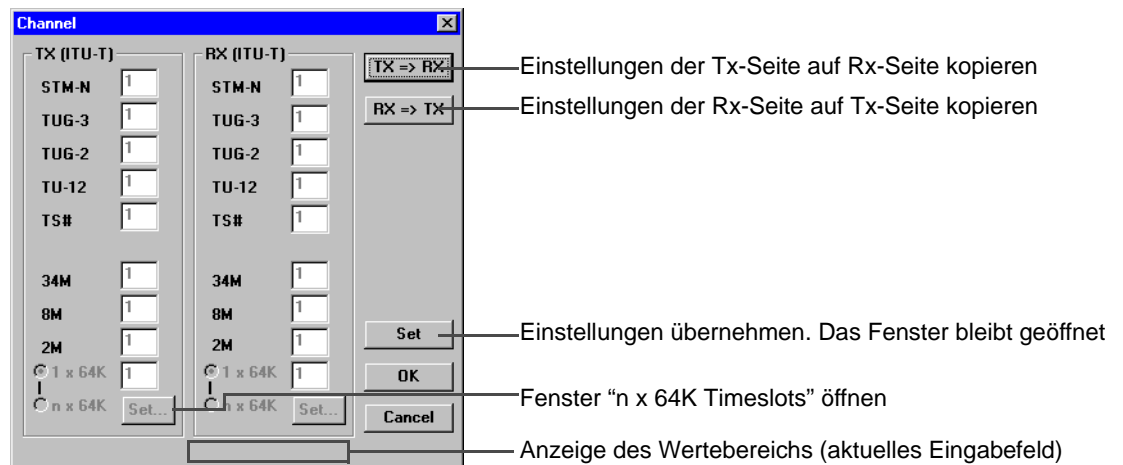 Channel
TX (ITU-T)
STM-N 1
TUG-3 1
TUG-2 1
TU-12 1
TS# 1
34M 1
8M 1
2M 1
1 x 64K 1
n x 64K Set...
RX (ITU-T)
STM-N 1
TUG-3 1
TUG-2 1
TU-12 1
TS# 1
34M 1
8M 1
2M 1
1 x 64K 1
n x 64K Set...
TX => RX
RX => TX
Set
OK
Cancel
Einstellungen der Tx-Seite auf Rx-Seite kopieren
Einstellungen der Rx-Seite auf Tx-Seite kopieren
Einstellungen übernehmen. Das Fenster bleibt geöffnet
Fenster “n x 64K Timeslots” öffnen
Anzeige des Wertebereichs (aktuelles Eingabefeld)